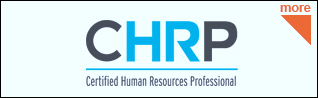 more
CHRP
Certified Human Resources Professional